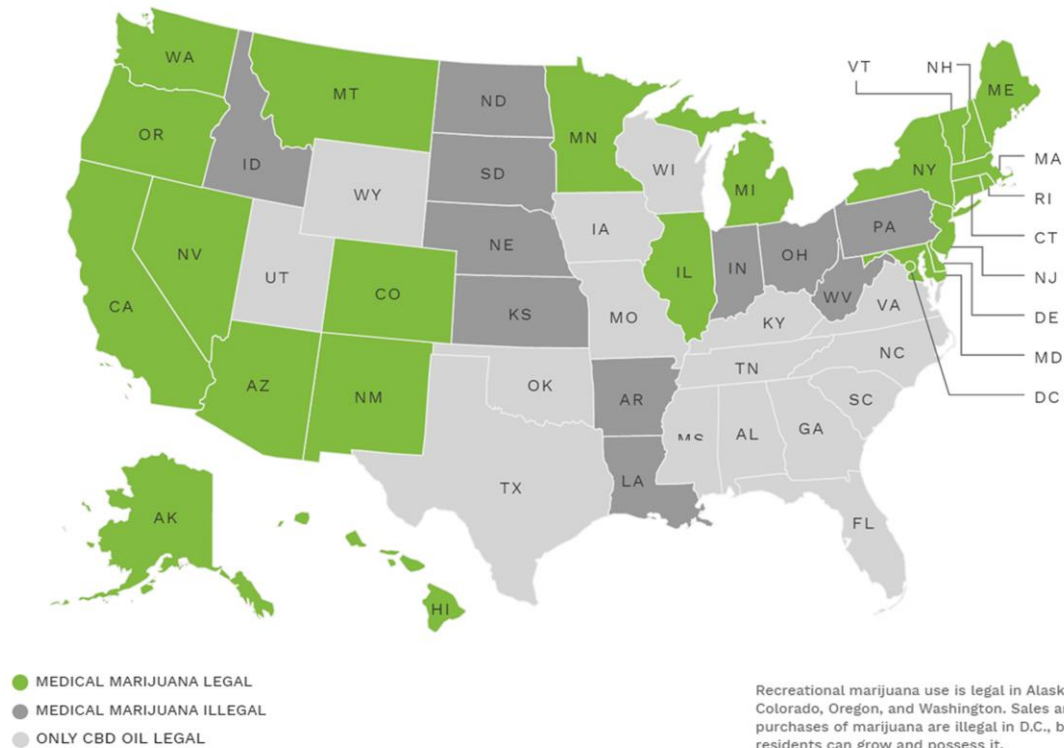 WA
MT
ND
VT
NH
ME
OR
MN
ID
SD
WI
MA
WY
MI
NY
RI
IA
NE
PA
CT
NV
IN
OH
NJ
UT
IL
CA
CO
WV
VA
DE
KS
MO
KY
MD
NC
TN
DC
AZ
NM
OK
AR
SC
MS
AL
GA
LA
TX
AK
FL
HI
MEDICAL MARIJUANA LEGAL
MEDICAL MARIJUANA ILLEGAL
ONLY CBD OIL LEGAL
Recreational marijuana use is legal in
Colorado, Oregon, and Washington. Sales
purchases of marijuana are illegal in D.C.,
residents can grow and possess it.